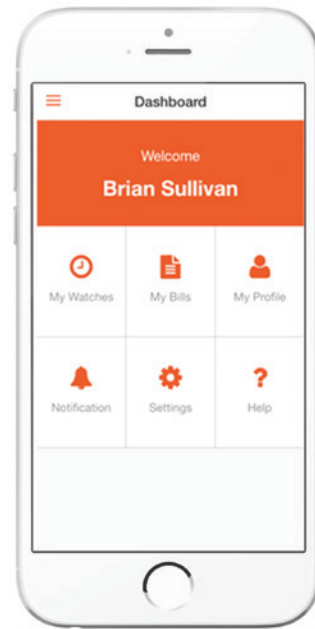 Dashboard
Welcome
Brian Sullivan
My Watches
My Bills
My Profile
Notification
Settings
Help